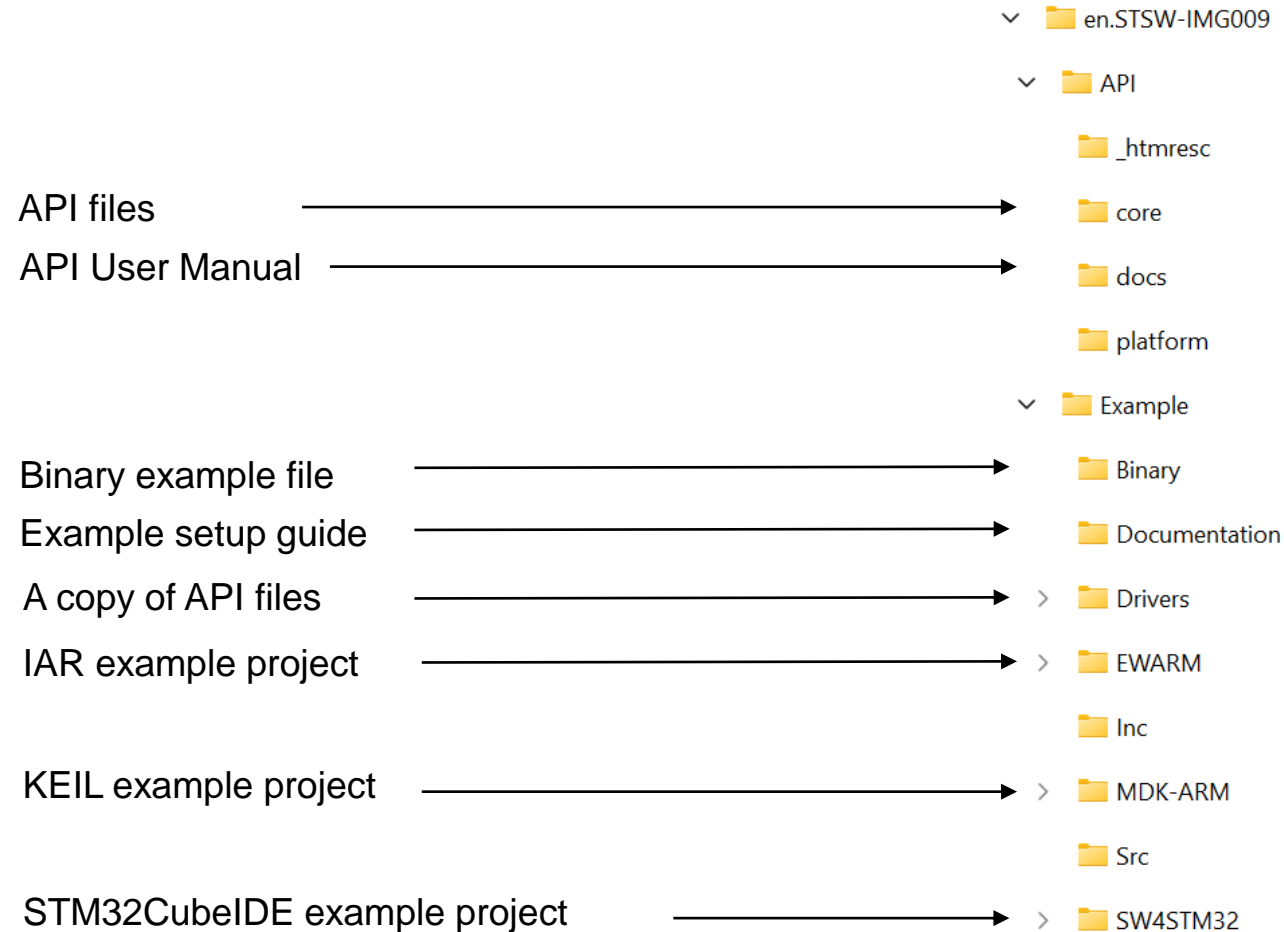 en.STSW-IMG009
API
_htmresc
API files core
API User Manual docs
platform
Example
Binary example file Binary
Example setup guide Documentation
A copy of API files Drivers
IAR example project EWARM
Inc
KEIL example project MDK-ARM
Src
STM32CubeIDE example project SW4STM32